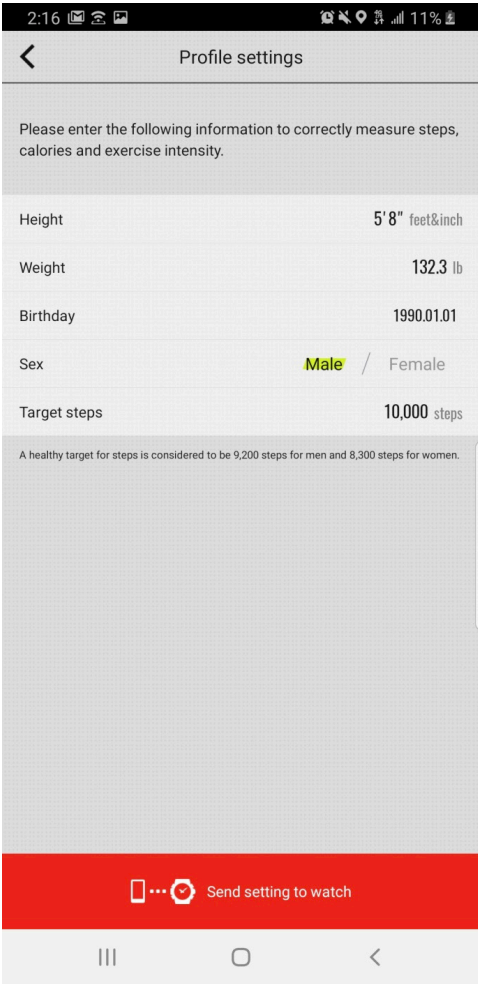 2:16 11%
Profile settings
Please enter the following information to correctly measure steps,
calories and exercise intensity.
Height 5'8" feet&inch
Weight 132.3 lb
Birthday 1990.01.01
Sex Male / Female
Target steps 10,000 steps
A healthy target for steps is considered to be 9,200 steps for men and 8,300 steps for women.
Send setting to watch